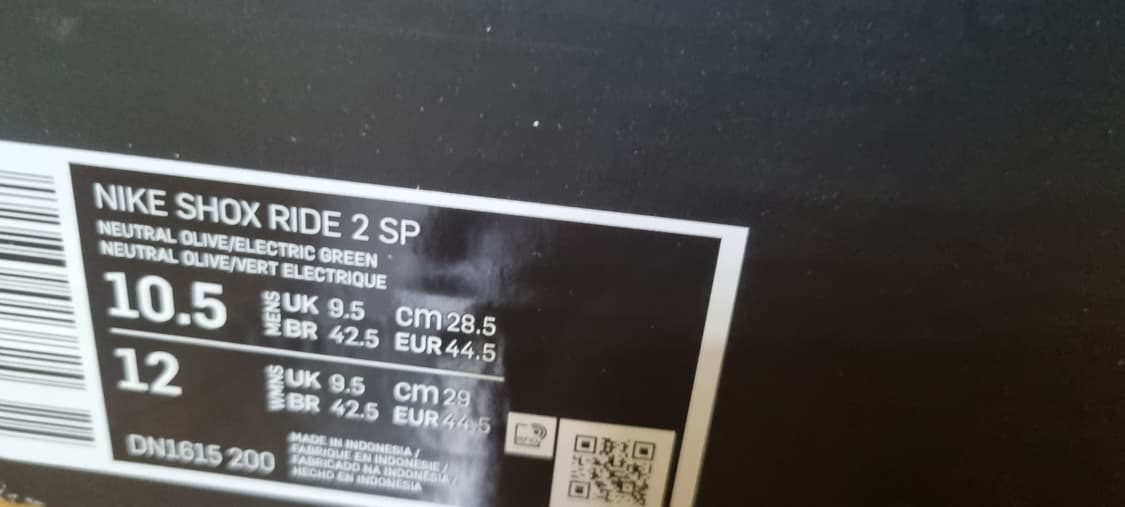 NIKE SHOX RIDE 2 SP
NEUTRAL OLIVE/ELECTRIC GREEN
NEUTRAL OLIVE/VERT ELECTRIQUE
10.5 MENS UK 9.5 cm 28.5
BR 42.5 EUR 44.5
12 WMNS UK 9.5 cm 29
BR 42.5 EUR 44.5
DN1615 200
MADE IN INDONESIA /
FABRIQUE EN INDONESIE /
FABRICADO NA INDONÉSIA /
HECHO EN INDONESIA
RFID